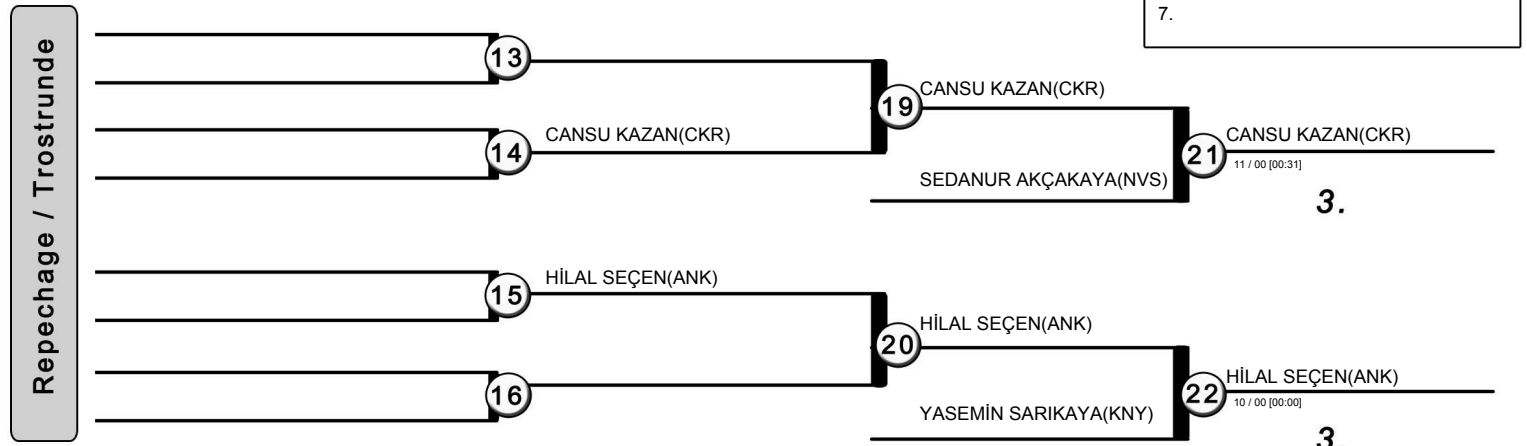 7.
Repechage / Trostrunde
13
19
CANSU KAZAN(CKR)
14
CANSU KAZAN(CKR)
21
CANSU KAZAN(CKR)
11 / 00 [00:31]
SEDANUR AKÇAKAYA(NVS)
3.
15
HİLAL SEÇEN(ANK)
20
HİLAL SEÇEN(ANK)
16
22
HİLAL SEÇEN(ANK)
10 / 00 [00:00]
YASEMİN SARIKAYA(KNY)
3